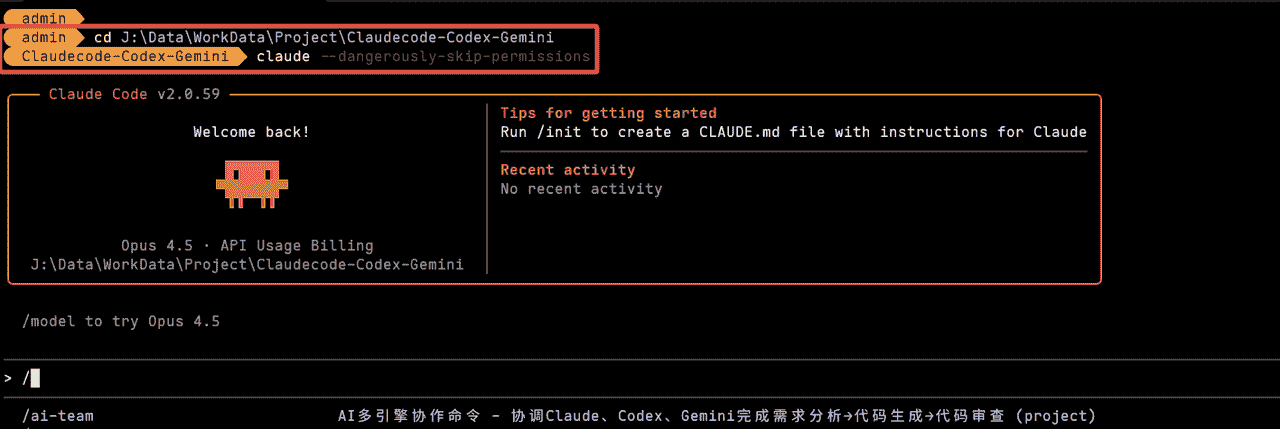 admin
admin cd J:\Data\WorkData\Project\Claudecode-Codex-Gemini
Claudecode-Codex-Gemini claude --dangerously-skip-permissions
Claude Code v2.0.59
Welcome back!
Opus 4.5 · API Usage Billing
J:\Data\WorkData\Project\Claudecode-Codex-Gemini
Tips for getting started
Run /init to create a CLAUDE.md file with instructions for Claude
Recent activity
No recent activity
/model to try Opus 4.5
> /
/ai-team AI多引擎协作命令 - 协调Claude、Codex、Gemini完成需求分析→代码生成→代码审查 (project)